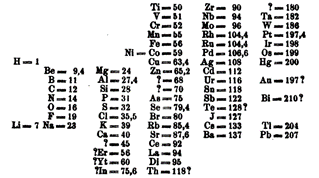 Ti = 50 Zr = 90 ? = 180
V = 51 Nb = 94 Ta = 182
Cr = 52 Mo = 96 W = 186
Mn = 55 Rh = 104,4 Pt = 197,4
Fe = 56 Ru = 104,4 Ir = 198
Ni = Co = 59 Pd = 106,6 Os = 199
H = 1 Cu = 63,4 Ag = 108 Hg = 200
Be = 9,4 Mg = 24 Zn = 65,2 Cd = 112
B = 11 Al = 27,4 ? = 68 Ur = 116 An = 197?
C = 12 Si = 28 ? = 70 Sn = 118
N = 14 P = 31 As = 75 Sb = 122 Bi = 210?
O = 16 S = 32 Se = 79,4 Te = 128?
F = 19 Cl = 35,5 Br = 80 J = 127
Li = 7 Na = 23 K = 39 Rb = 85,4 Cs = 133 Tl = 204
Ca = 40 Sr = 87,6 Ba = 137 Pb = 207
? = 45 Ce = 92
?Er = 56 La = 94
?Yt = 60 Di = 95
?In = 75,6 Th = 118?